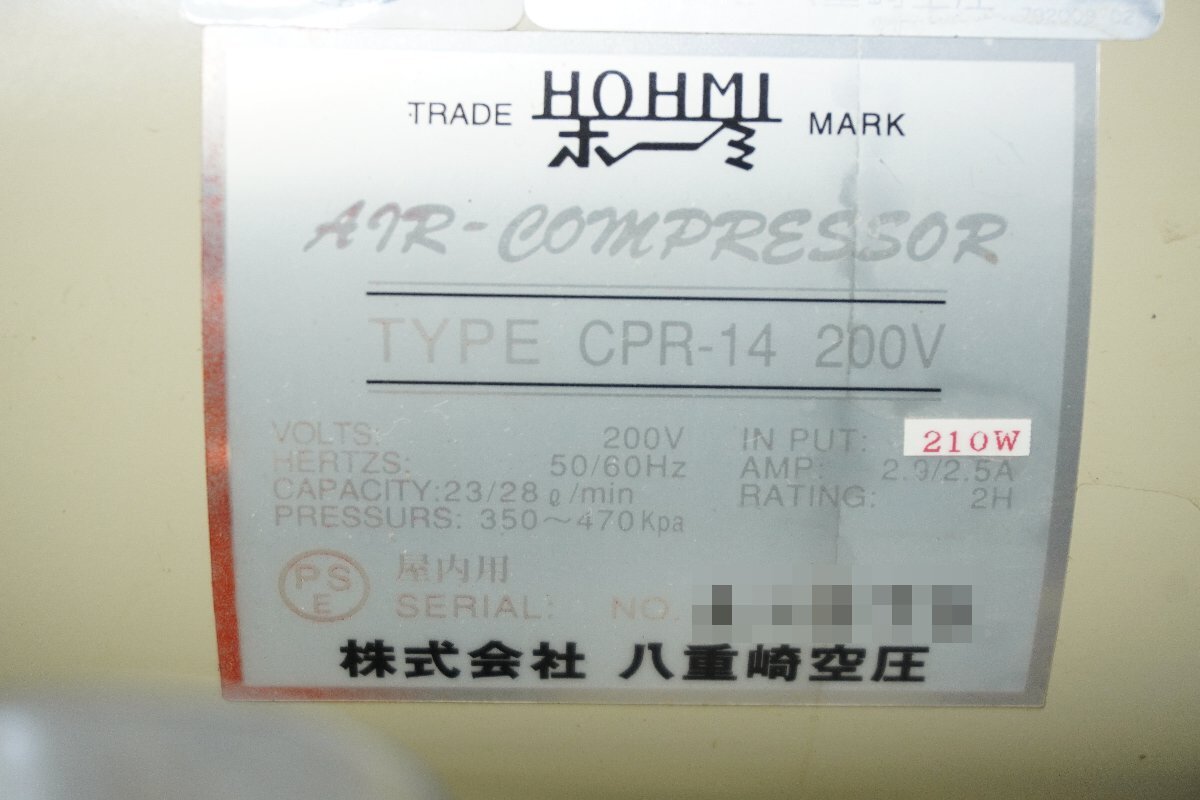 TRADE HOHMI MARK
ホーミ
AIR-COMPRESSOR
TYPE CPR-14 200V
VOLTS: 200V IN PUT: 210W
HERTZS: 50/60Hz AMP: 2.9/2.5A
CAPACITY:23/28ℓ/min RATING: 2H
PRESSURS: 350～470Kpa
PSE 屋内用
SERIAL: NO.
株式会社 八重崎空圧